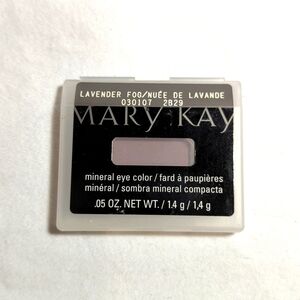 LAVENDER FOG/NUÉE DE LAVANDE
030107 2B29
MARY KAY
mineral eye color / fard à paupières
minéral / sombra mineral compacta
.05 OZ. NET WT. / 1.4 g / 1,4 g